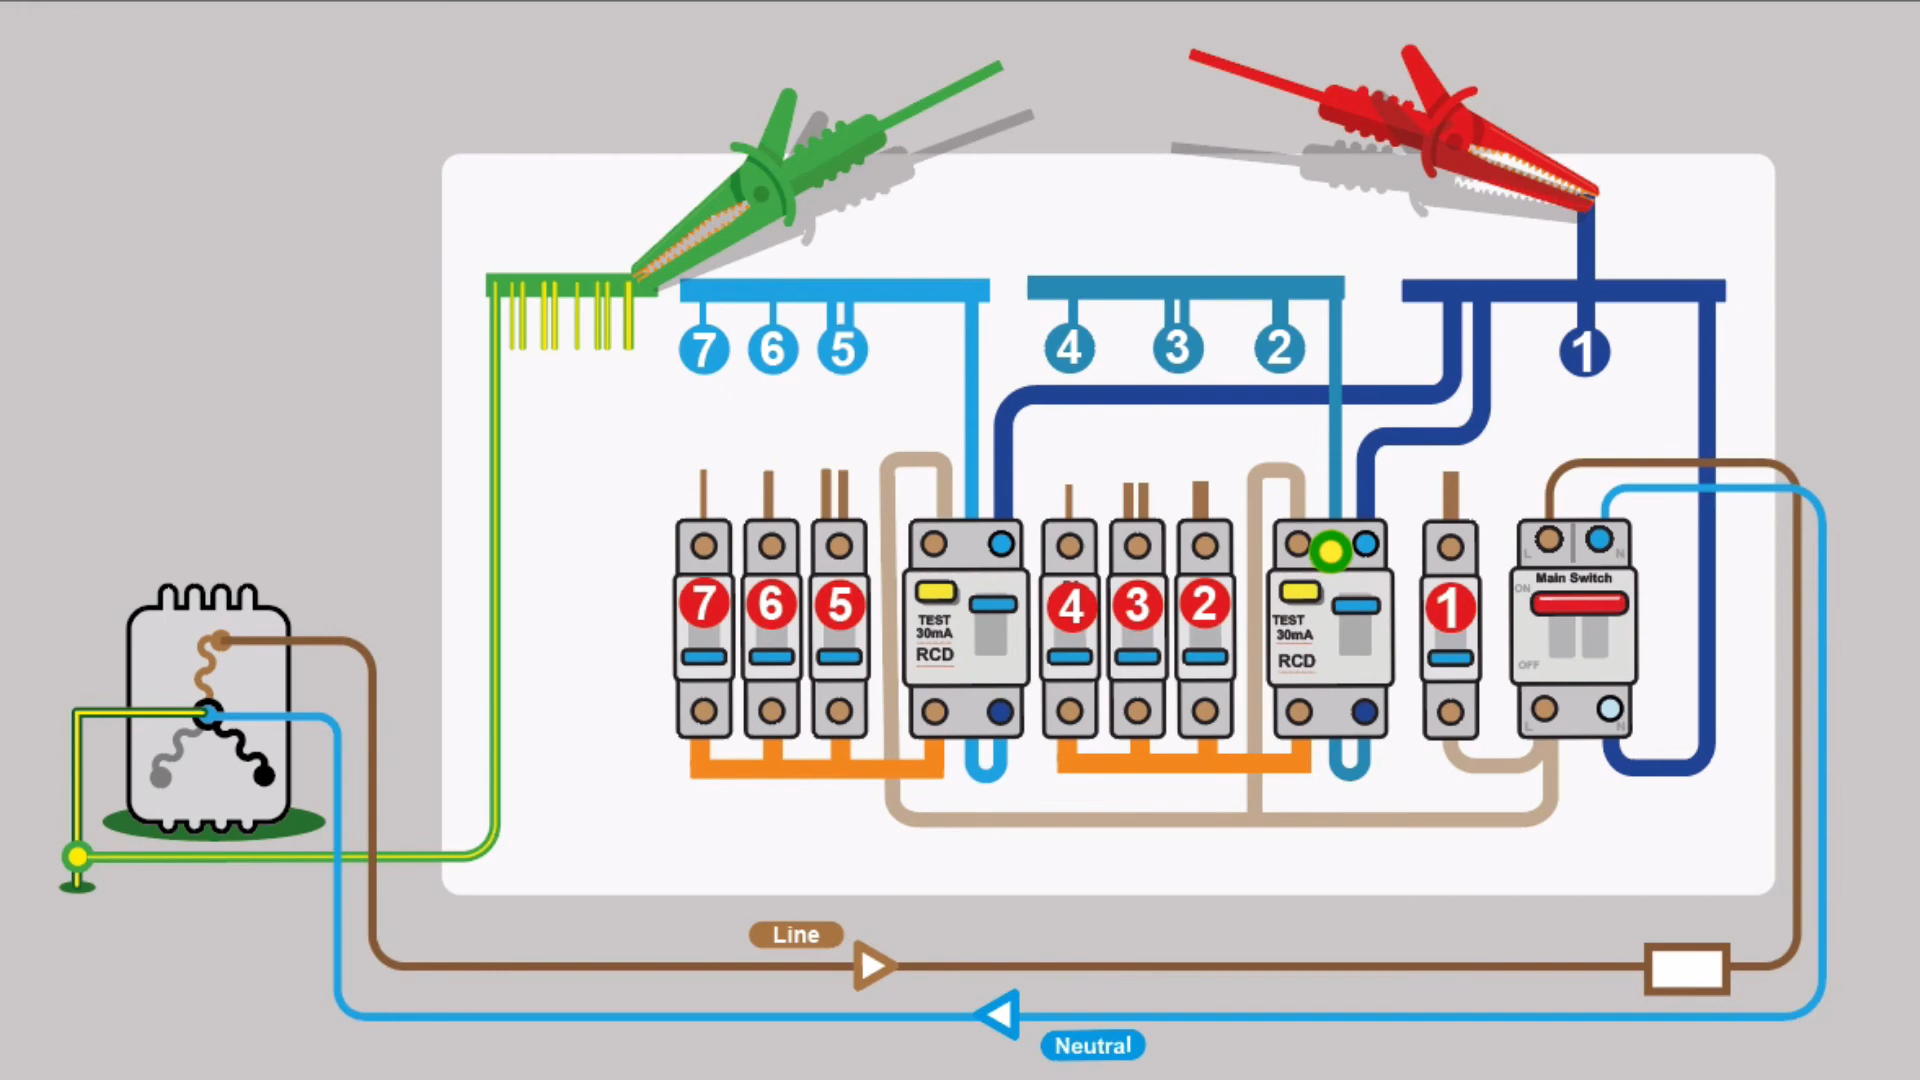 7 6 5
4 3 2
1
7 6 5
TEST
30mA
RCD
4 3 2
TEST
30mA
RCD
1
L N
Main Switch
ON
OFF
L N
Line
Neutral